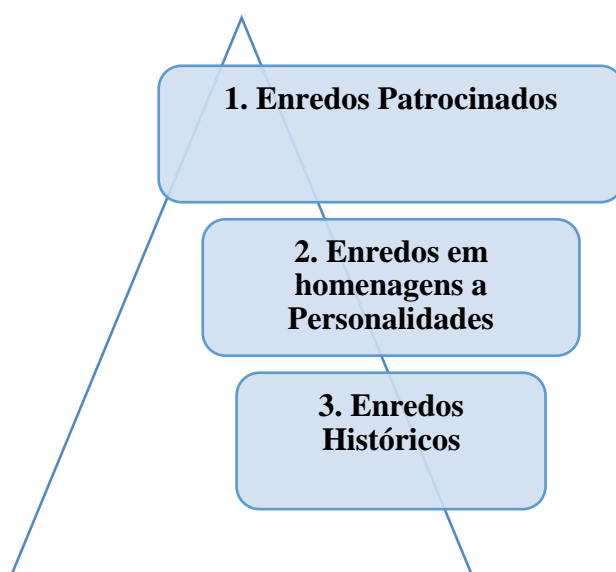 1. Enredos Patrocinados
2. Enredos em
homenagens a
Personalidades
3. Enredos
Históricos